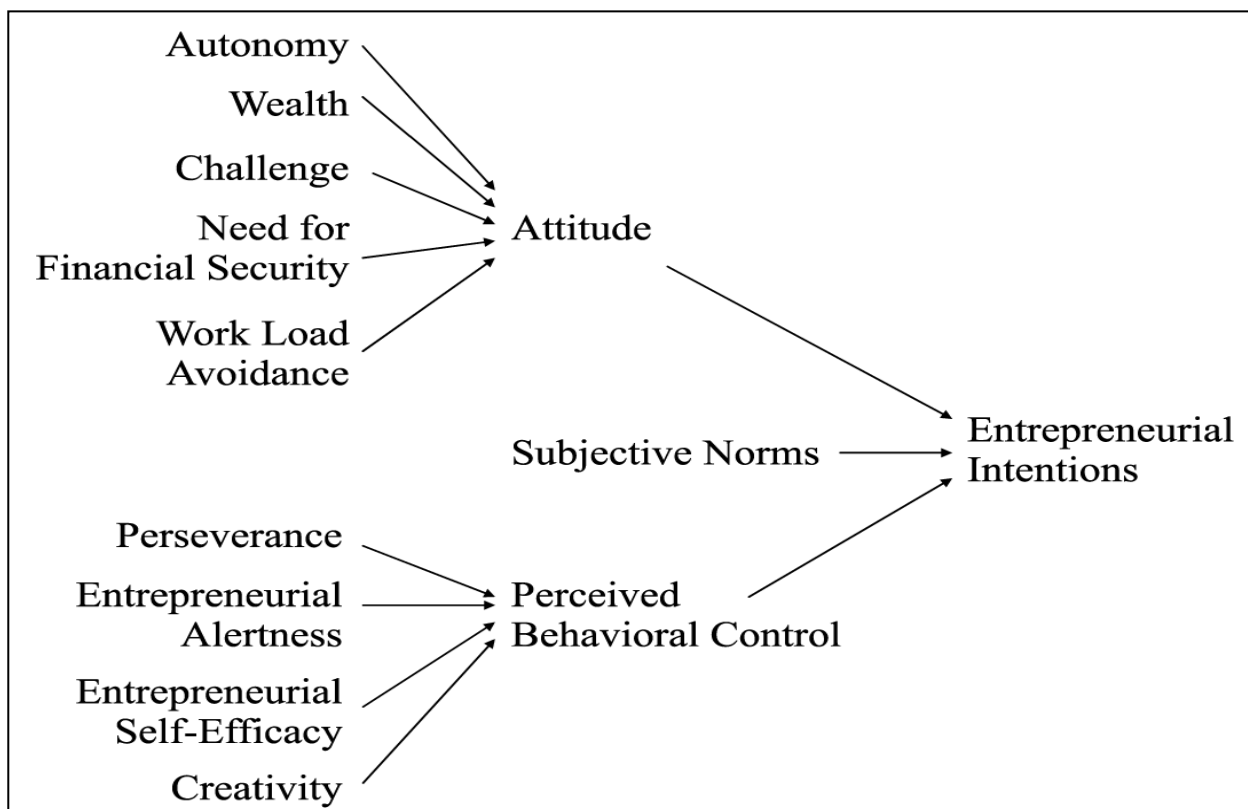 Autonomy
Wealth
Challenge
Need for
Financial Security
Work Load
Avoidance
Attitude
Subjective Norms
Entrepreneurial
Intentions
Perseverance
Entrepreneurial
Alertness
Entrepreneurial
Self-Efficacy
Creativity
Perceived
Behavioral Control